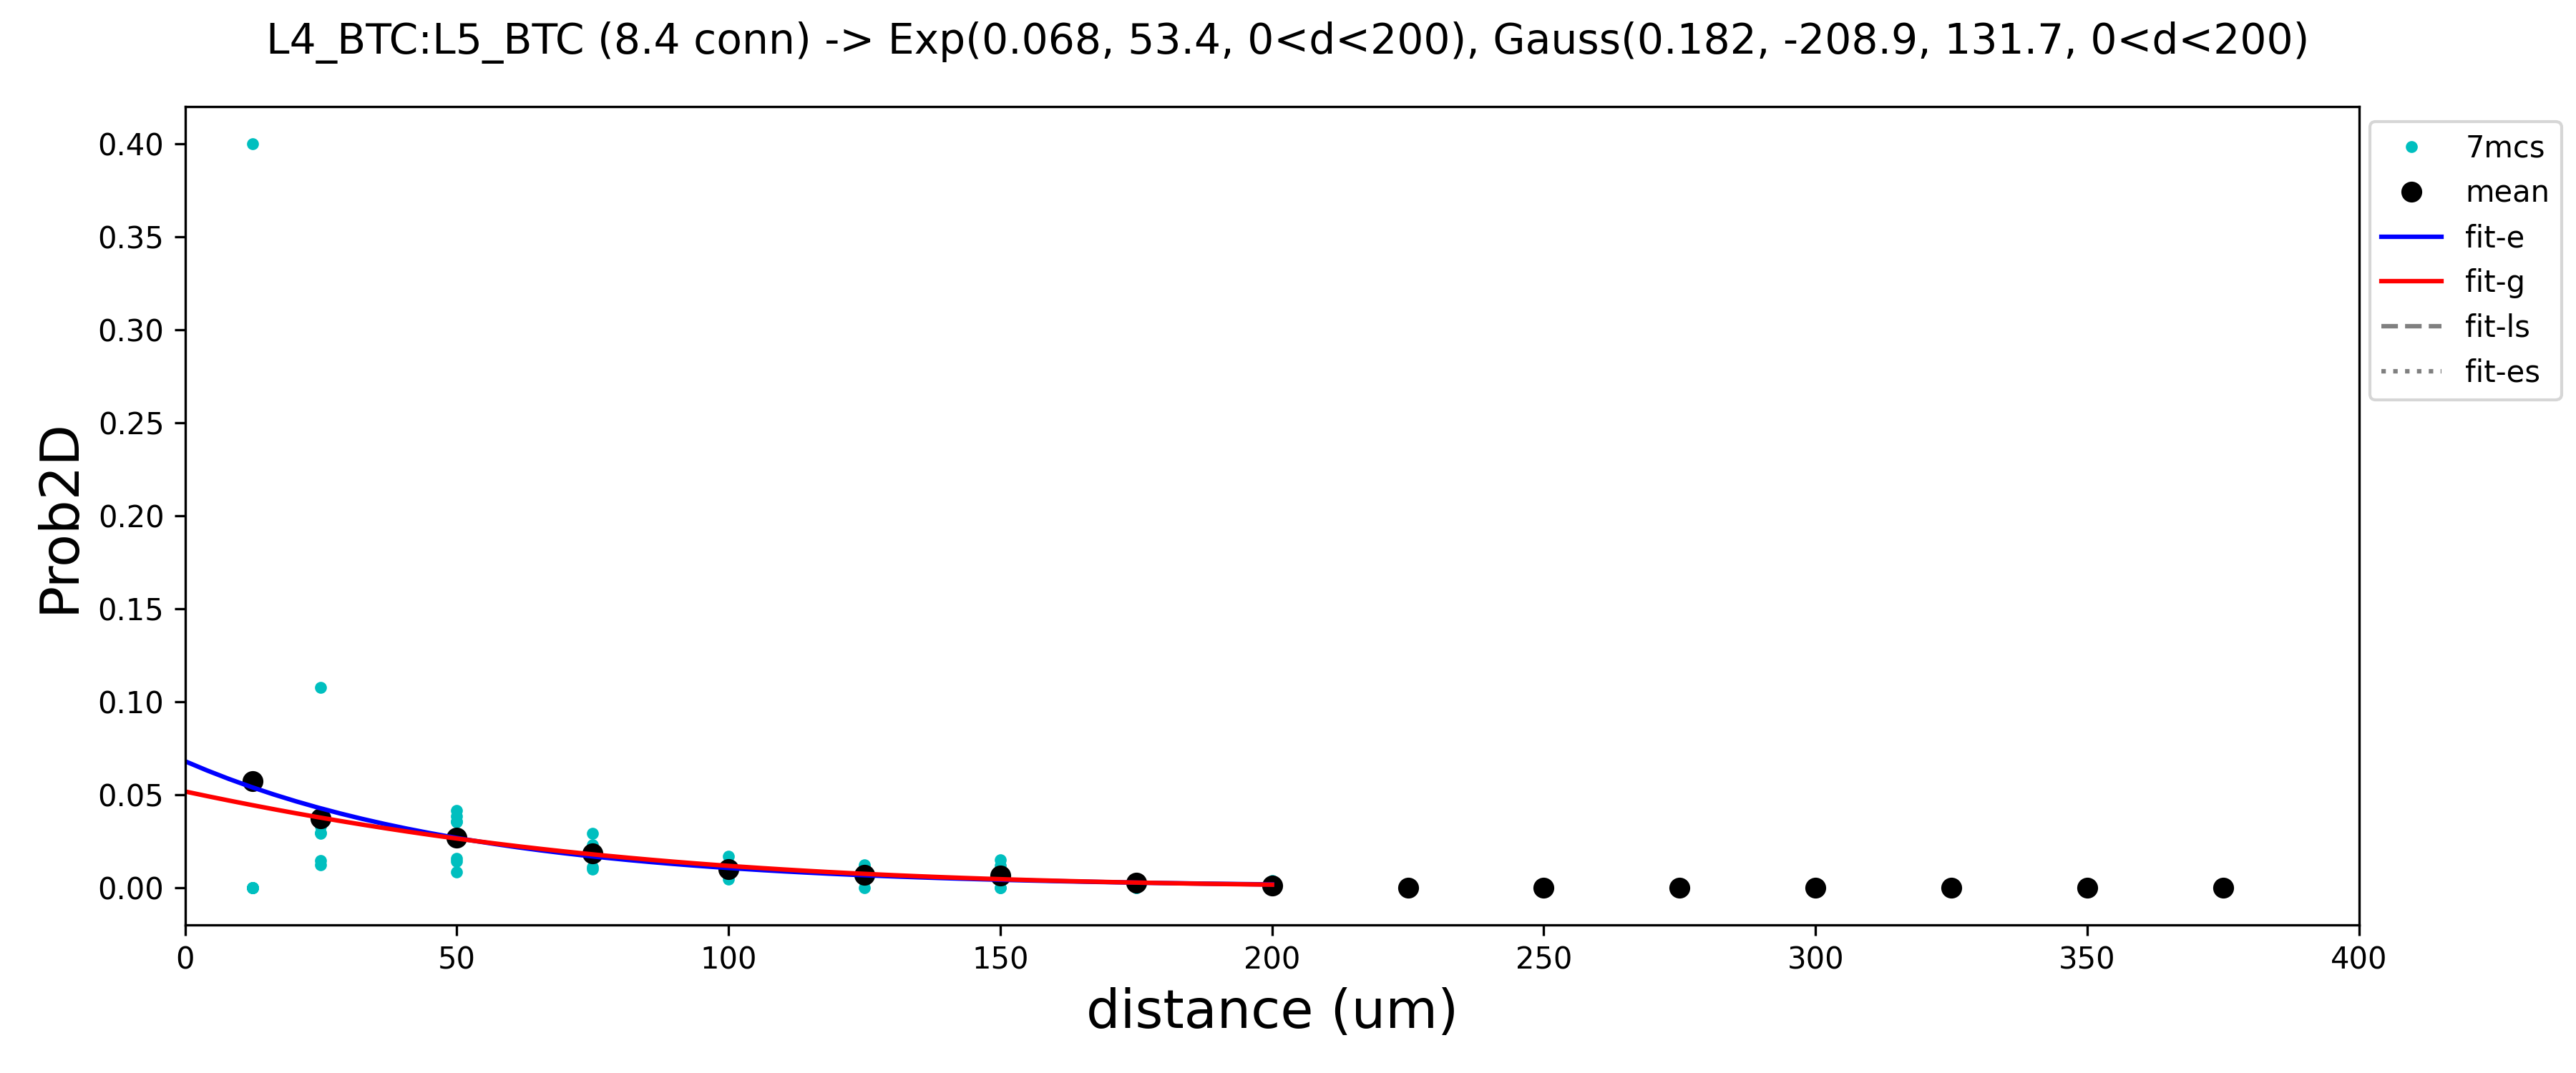 L4_BTC:L5_BTC (8.4 conn) -> Exp(0.068, 53.4, 0<d<200), Gauss(0.182, -208.9, 131.7, 0<d<200)
Prob2D
0.40
0.35
0.30
0.25
0.20
0.15
0.10
0.05
0.00
0 50 100 150 200 250 300 350 400
distance (um)
7mcs
mean
fit-e
fit-g
fit-ls
fit-es